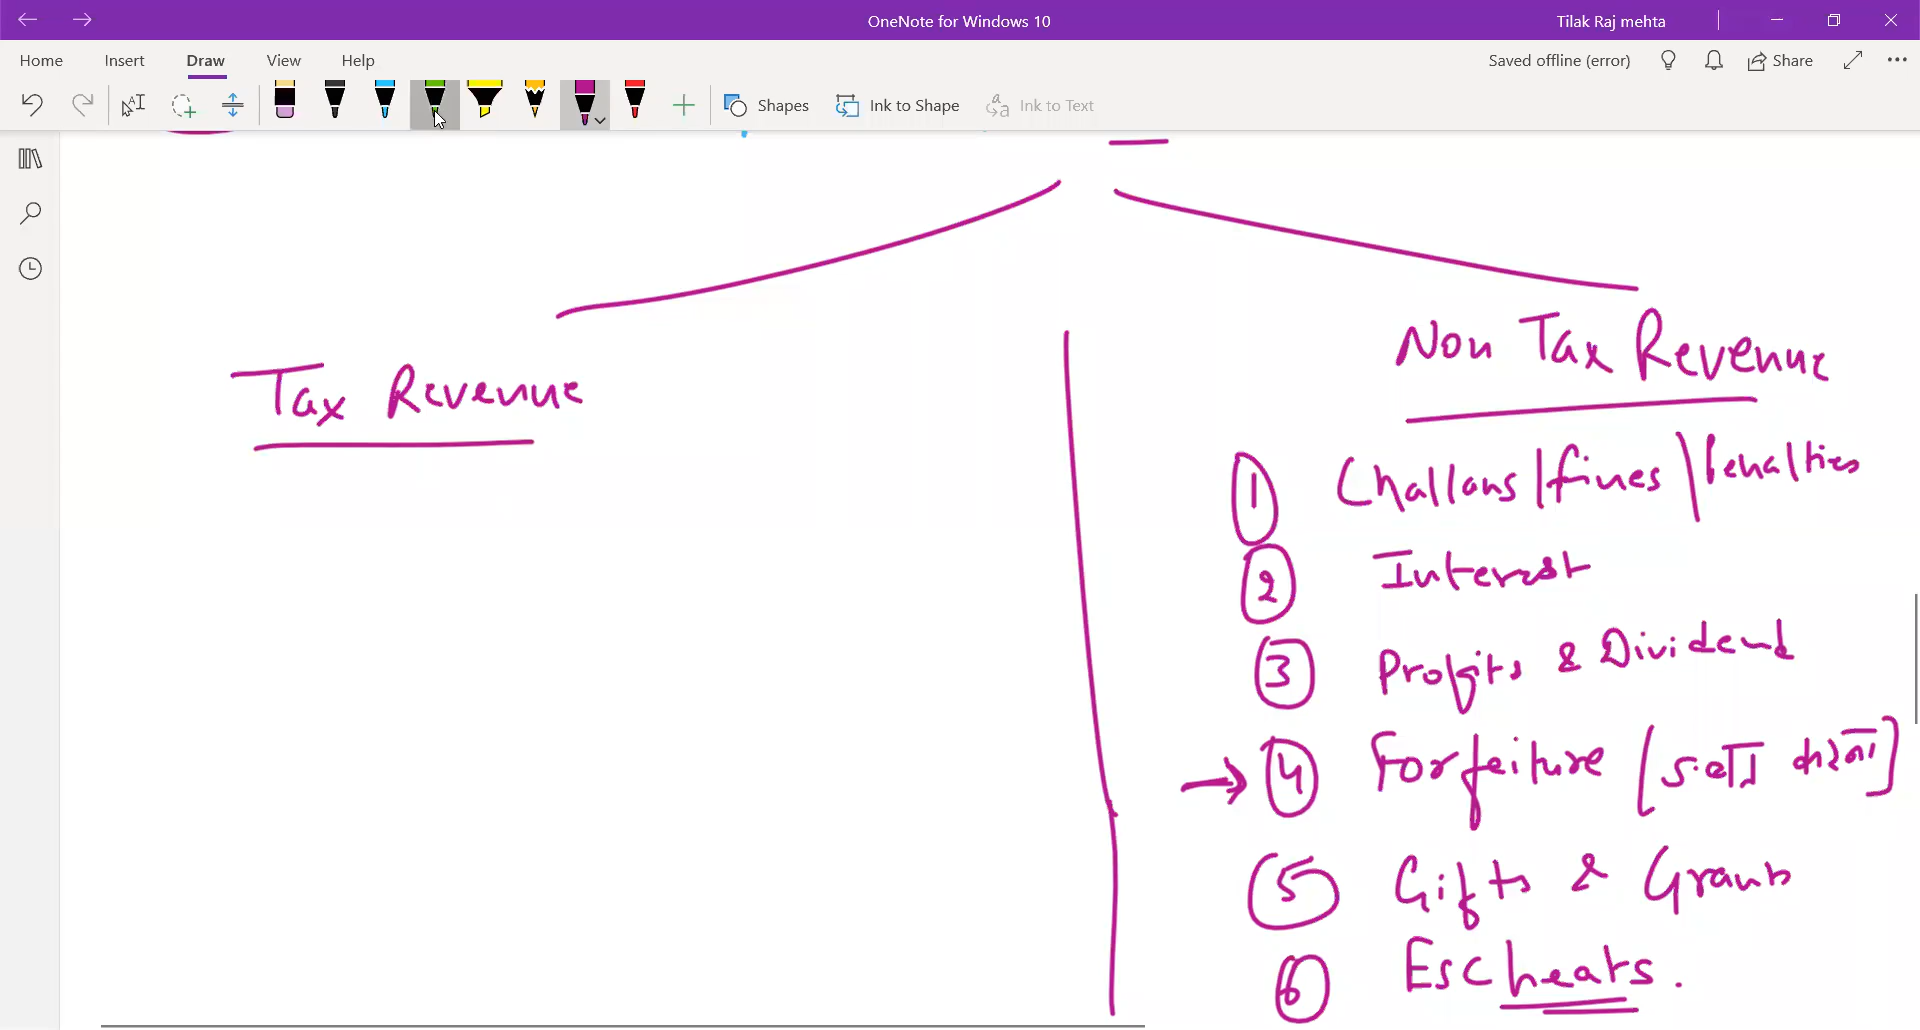 OneNote for Windows 10
Tilak Raj mehta
Home Insert Draw View Help
Saved offline (error) Share
Shapes Ink to Shape Ink to Text
Tax Revenue
Non Tax Revenue
1 Challans/fines/Penalties
2 Interest
3 Profits & Dividend
→ 4 Forfeiture [
5 Gifts & Grants
6 Escheats.